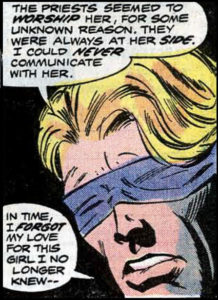 THE PRIESTS SEEMED TO
WORSHIP HER, FOR SOME
UNKNOWN REASON. THEY
WERE ALWAYS AT HER SIDE.
I COULD NEVER
COMMUNICATE
WITH HER.
IN TIME,
I FORGOT
MY LOVE
FOR THIS
GIRL I NO
LONGER
KNEW--